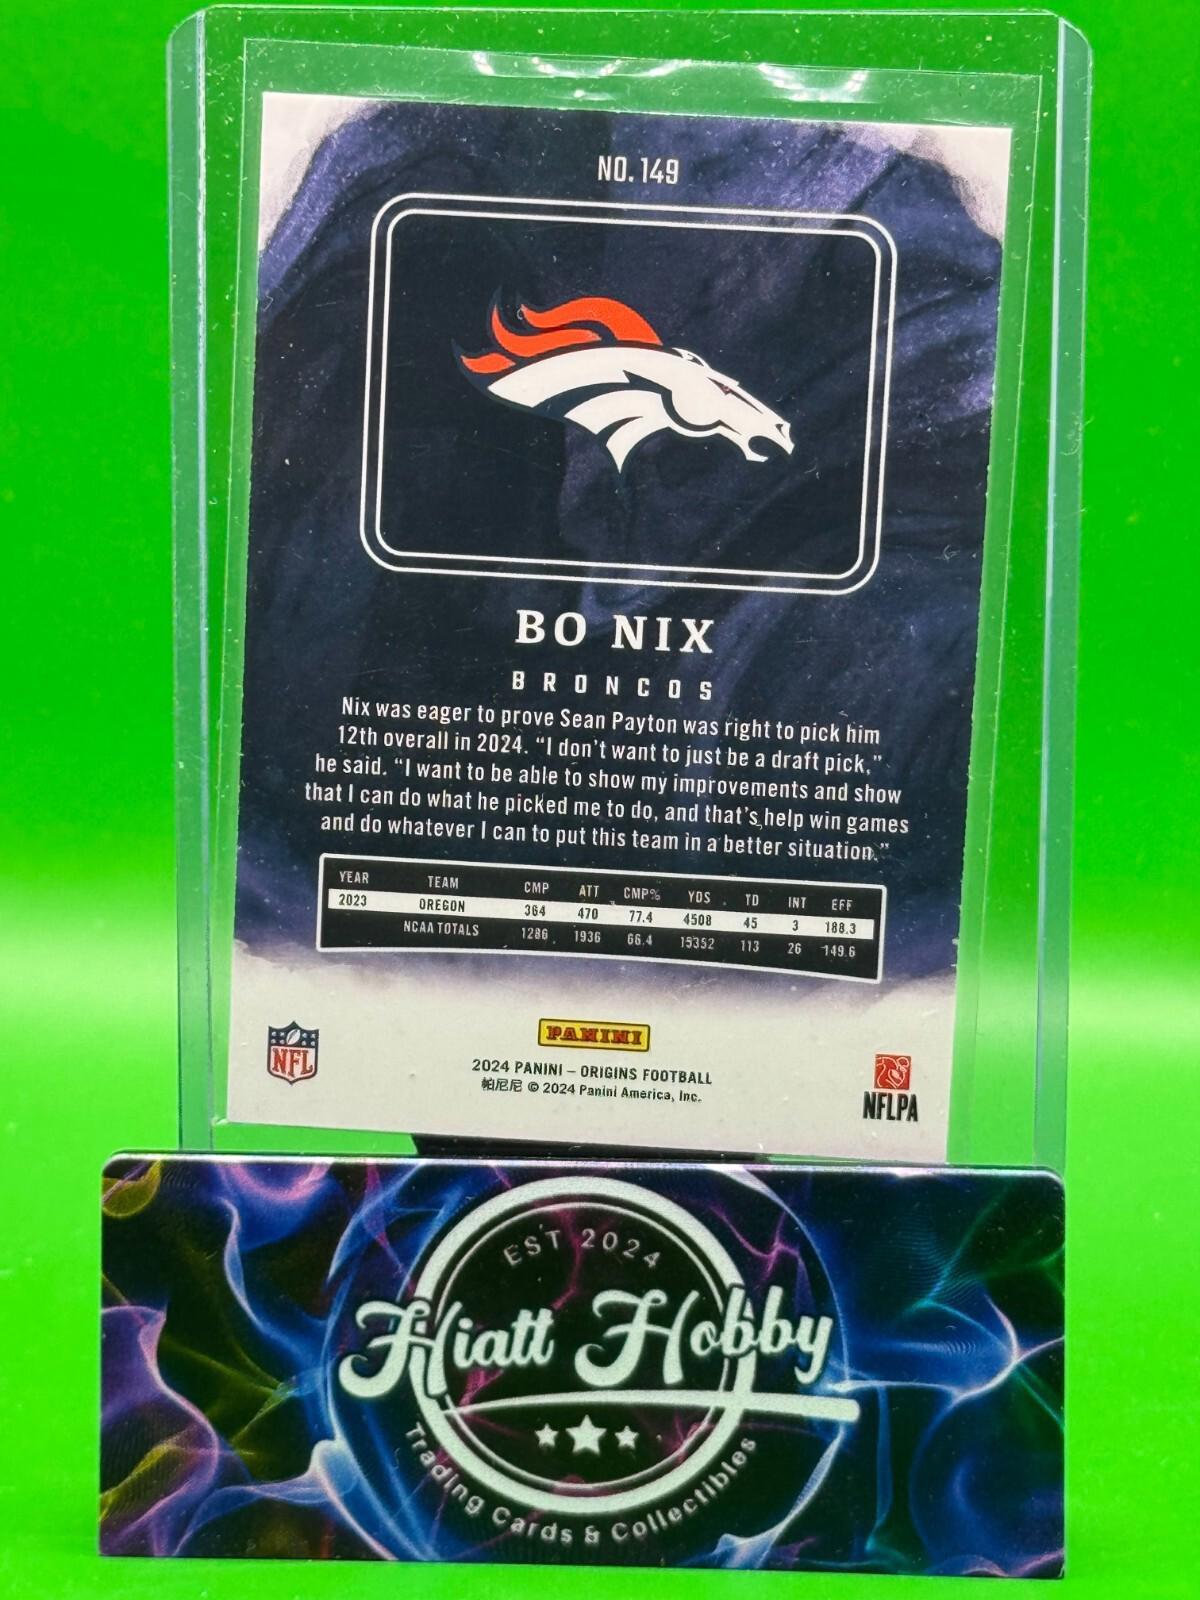 NO. 149
BO NIX
BRONCOS
Nix was eager to prove Sean Payton was right to pick him
12th overall in 2024. “I don’t want to just be a draft pick,”
he said. “I want to be able to show my improvements and show
that I can do what he picked me to do, and that’s help win games
and do whatever I can to put this team in a better situation.”
YEAR TEAM CMP ATT CMP% YDS TD INT EFF
2023 OREGON 364 470 77.4 4508 45 3 188.3
NCAA TOTALS 1286 1936 66.4 15352 113 26 149.6
NFL
PANINI
2024 PANINI – ORIGINS FOOTBALL
帕尼尼 © 2024 Panini America, Inc.
NFLPA
EST 2024
Hiatt Hobby
Trading Cards & Collectibles